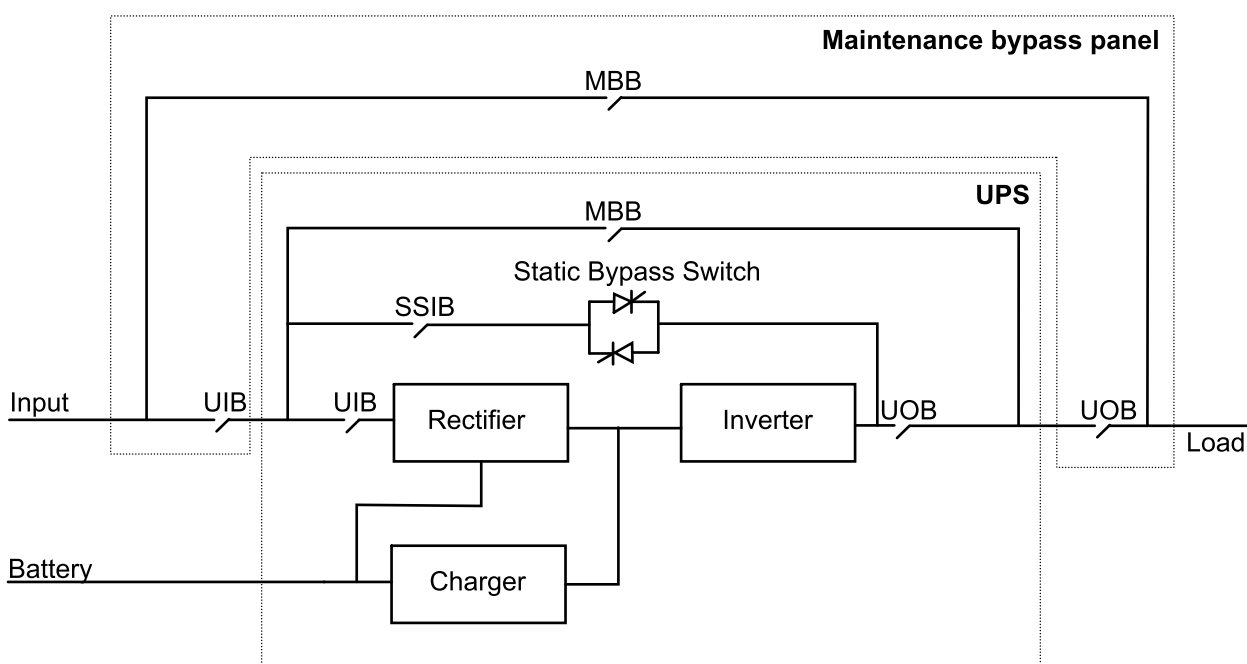 Maintenance bypass panel
MBB
UPS
MBB
Static Bypass Switch
SSIB
Input
UIB
UIB
Rectifier
Inverter
UOB
UOB
Load
Battery
Charger